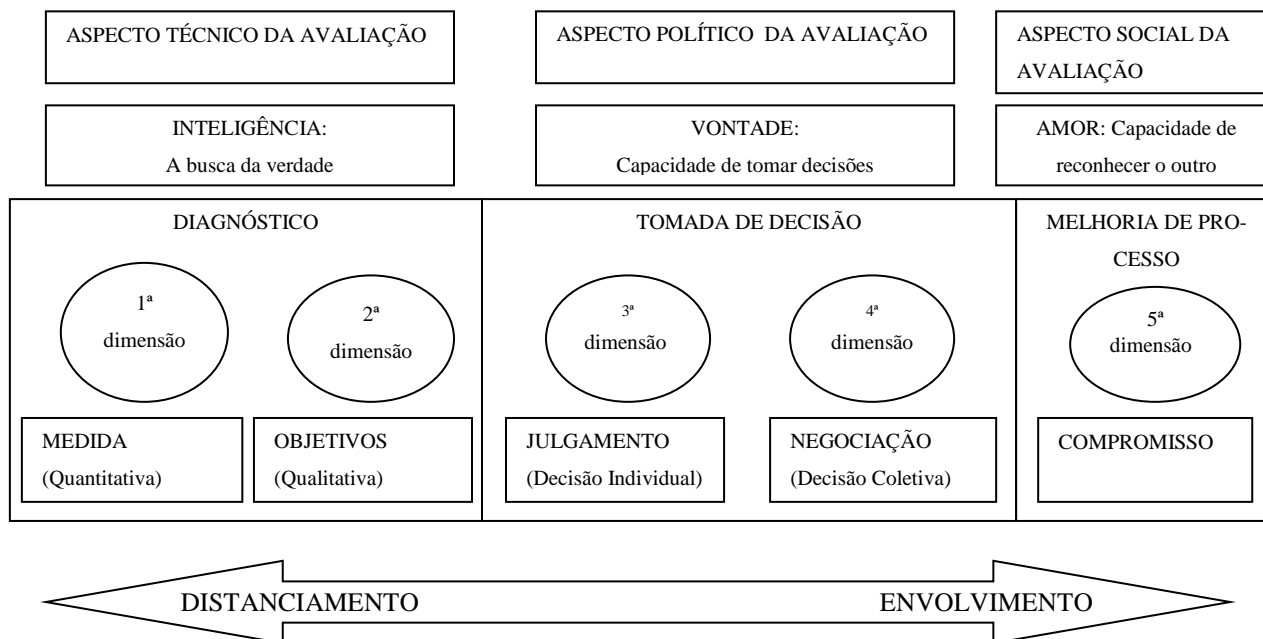 ASPECTO TÉCNICO DA AVALIAÇÃO
ASPECTO POLÍTICO DA AVALIAÇÃO
ASPECTO SOCIAL DA
AVALIAÇÃO
INTELIGÊNCIA:
A busca da verdade
VONTADE:
Capacidade de tomar decisões
AMOR: Capacidade de
reconhecer o outro
DIAGNÓSTICO
TOMADA DE DECISÃO
MELHORIA DE PRO-
CESSO
1ª
dimensão
2ª
dimensão
3ª
dimensão
4ª
dimensão
5ª
dimensão
MEDIDA
(Quantitativa)
OBJETIVOS
(Qualitativa)
JULGAMENTO
(Decisão Individual)
NEGOCIAÇÃO
(Decisão Coletiva)
COMPROMISSO
DISTANCIAMENTO
ENVOLVIMENTO